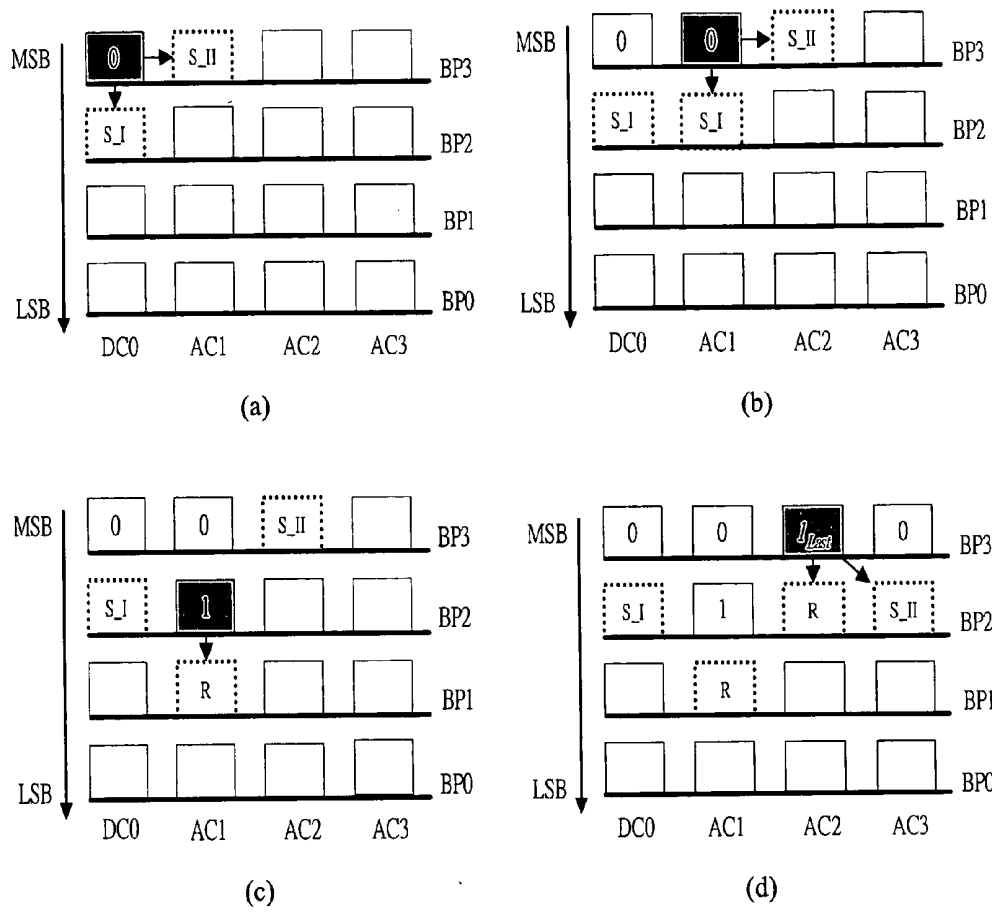 MSB 0 S_II BP3
S_I BP2
BP1
LSB BP0
DC0 AC1 AC2 AC3
(a)
MSB 0 0 S_II BP3
S_I S_I BP2
BP1
LSB BP0
DC0 AC1 AC2 AC3
(b)
MSB 0 0 S_II BP3
S_I 1 BP2
R BP1
LSB BP0
DC0 AC1 AC2 AC3
(c)
MSB 0 0 1Last 0 BP3
S_I 1 R S_II BP2
R BP1
LSB BP0
DC0 AC1 AC2 AC3
(d)